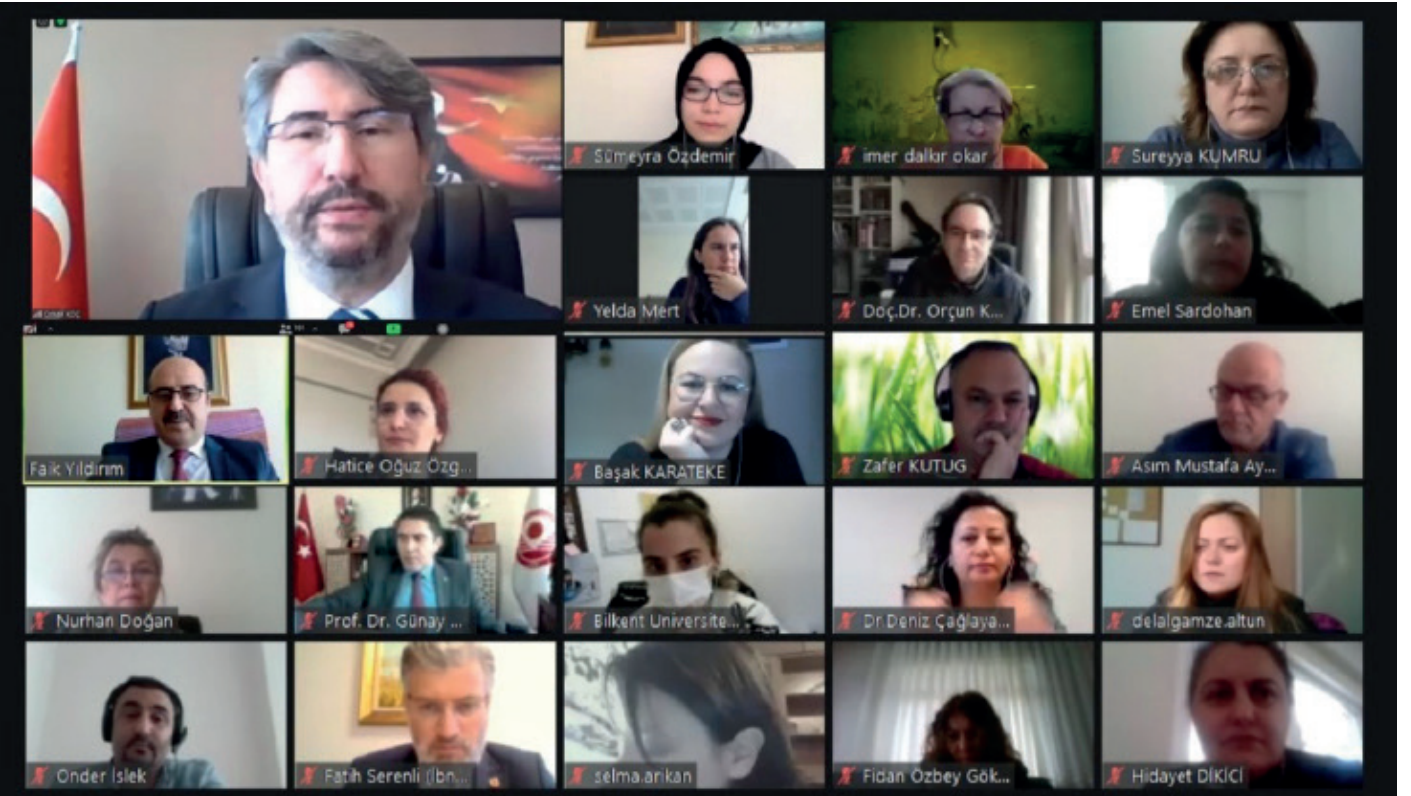 Sümeyra Özdemir
imer dalkır okar
Sureyya KUMRU
Yelda Mert
Doç.Dr. Orçun K...
Emel Sardohan
Faik Yıldırım
Hatice Oğuz Özg...
Başak KARATEKE
Zafer KUTUG
Asım Mustafa Ay...
Nurhan Doğan
Prof. Dr. Günay ...
Bilkent Universite...
Dr.Deniz Çağlaya...
delalgamze.altun
Onder İslek
Fatih Serenli (İbn...
selma.arıkan
Fidan Özbey Gök...
Hidayet DİKİCİ